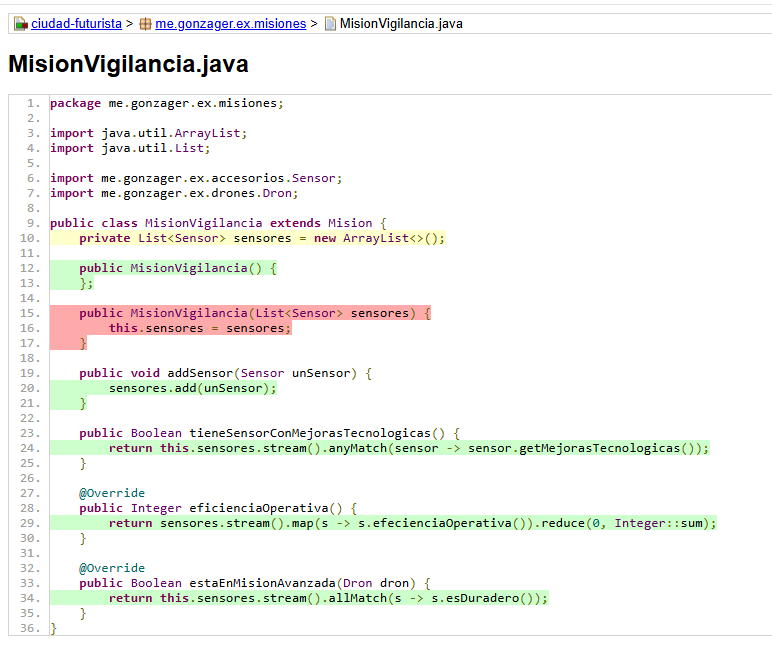 ciudad-futurista > me.gonzager.ex.misiones > MisionVigilancia.java
MisionVigilancia.java
1. package me.gonzager.ex.misiones;
2.
3. import java.util.ArrayList;
4. import java.util.List;
5.
6. import me.gonzager.ex.accesorios.Sensor;
7. import me.gonzager.ex.drones.Dron;
8.
9. public class MisionVigilancia extends Mision {
10.     private List<Sensor> sensores = new ArrayList<>();
11.
12.     public MisionVigilancia() {
13.     };
14.
15.     public MisionVigilancia(List<Sensor> sensores) {
16.         this.sensores = sensores;
17.     }
18.
19.     public void addSensor(Sensor unSensor) {
20.         sensores.add(unSensor);
21.     }
22.
23.     public Boolean tieneSensorConMejorasTecnologicas() {
24.         return this.sensores.stream().anyMatch(sensor -> sensor.getMejorasTecnologicas());
25.     }
26.
27.     @Override
28.     public Integer eficienciaOperativa() {
29.         return sensores.stream().map(s -> s.efecienciaOperativa()).reduce(0, Integer::sum);
30.     }
31.
32.     @Override
33.     public Boolean estaEnMisionAvanzada(Dron dron) {
34.         return this.sensores.stream().allMatch(s -> s.esDuradero());
35.     }
36. }